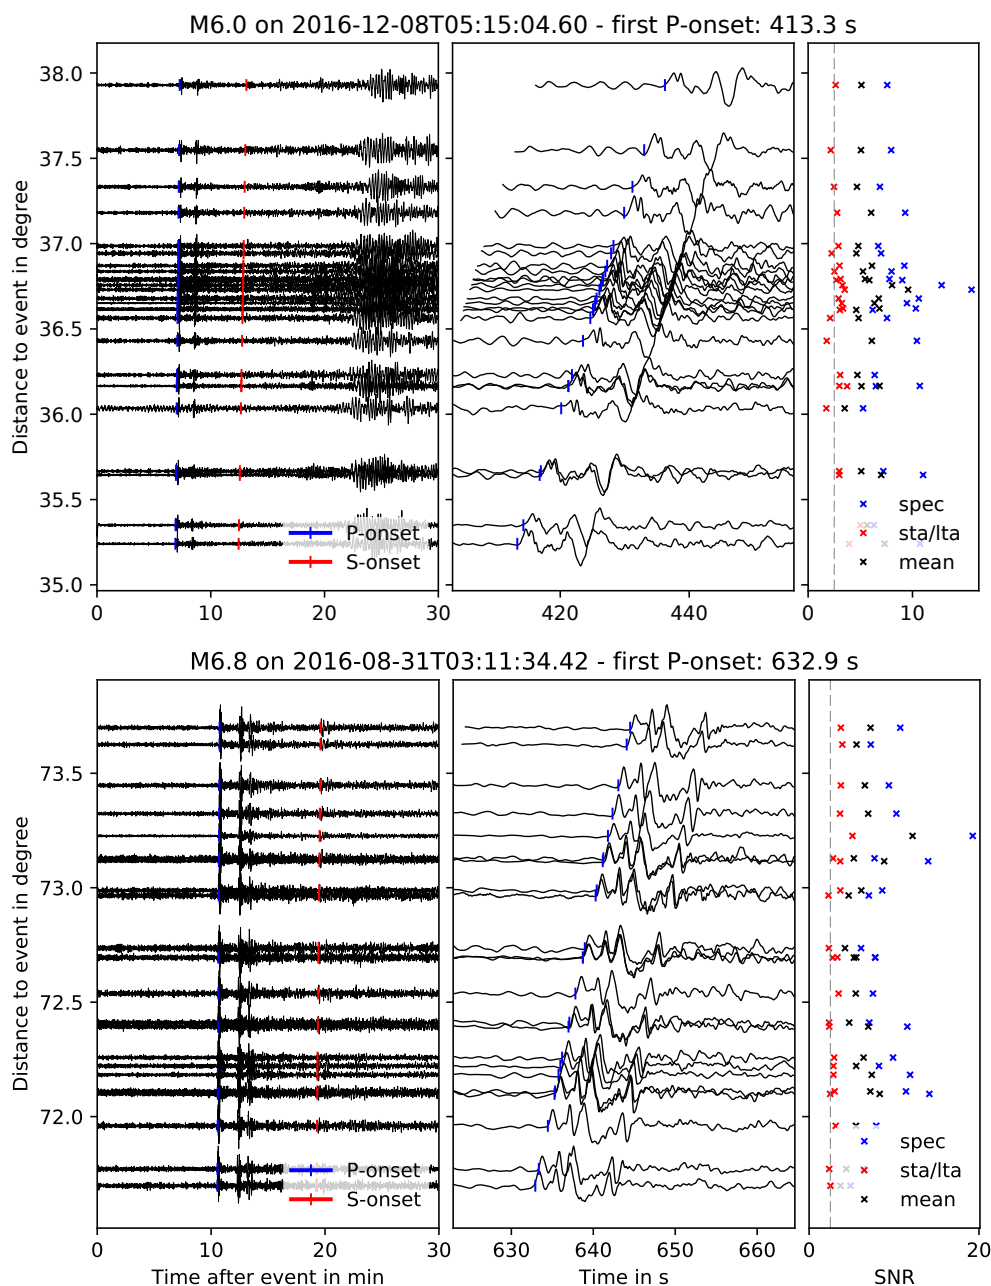 M6.0 on 2016-12-08T05:15:04.60 - first P-onset: 413.3 s
Distance to event in degree
38.0
37.5
37.0
36.5
36.0
35.5
35.0
P-onset
S-onset
spec
sta/lta
mean
0 10 20 30
420 440
0 10
M6.8 on 2016-08-31T03:11:34.42 - first P-onset: 632.9 s
Distance to event in degree
73.5
73.0
72.5
72.0
P-onset
S-onset
spec
sta/lta
mean
0 10 20 30
630 640 650 660
0 20
Time after event in min
Time in s
SNR